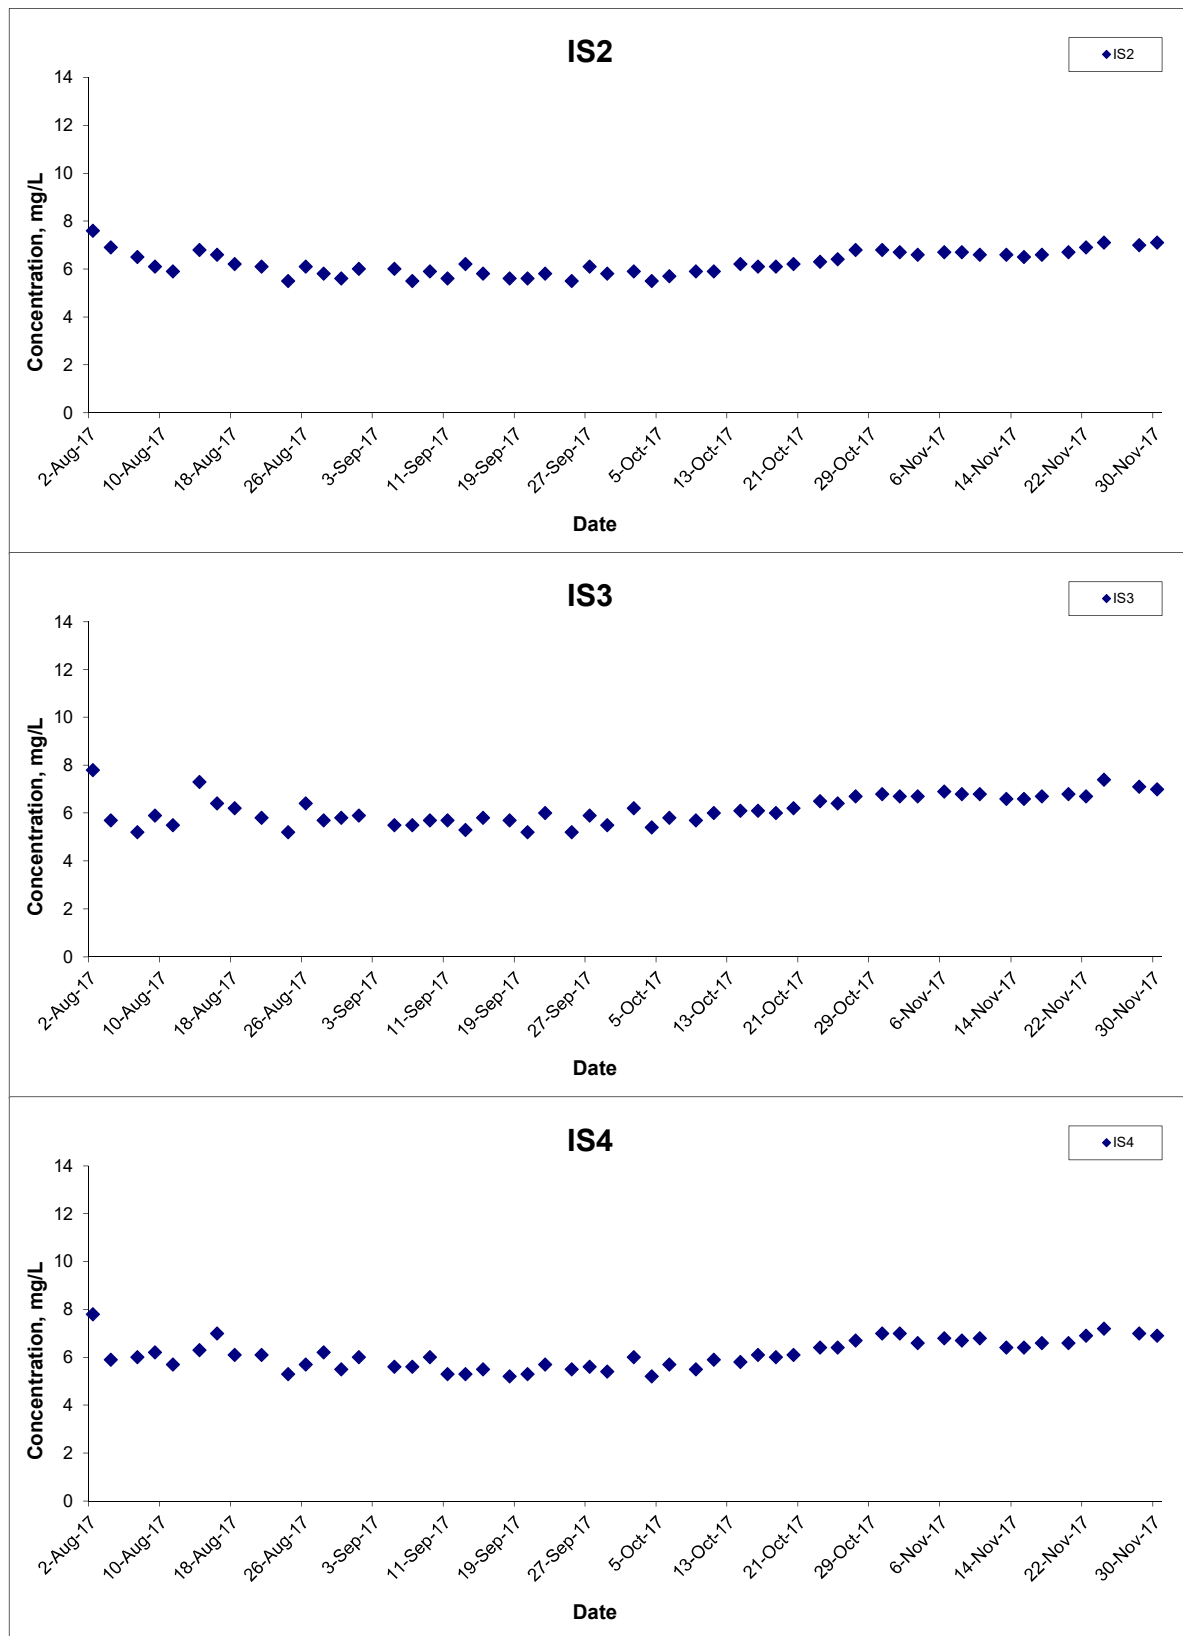 IS2
IS2
14
12
10
8
6
4
2
0
Concentration, mg/L
2-Aug-17
10-Aug-17
18-Aug-17
26-Aug-17
3-Sep-17
11-Sep-17
19-Sep-17
27-Sep-17
5-Oct-17
13-Oct-17
21-Oct-17
29-Oct-17
6-Nov-17
14-Nov-17
22-Nov-17
30-Nov-17
Date
IS3
IS3
14
12
10
8
6
4
2
0
Concentration, mg/L
2-Aug-17
10-Aug-17
18-Aug-17
26-Aug-17
3-Sep-17
11-Sep-17
19-Sep-17
27-Sep-17
5-Oct-17
13-Oct-17
21-Oct-17
29-Oct-17
6-Nov-17
14-Nov-17
22-Nov-17
30-Nov-17
Date
IS4
IS4
14
12
10
8
6
4
2
0
Concentration, mg/L
2-Aug-17
10-Aug-17
18-Aug-17
26-Aug-17
3-Sep-17
11-Sep-17
19-Sep-17
27-Sep-17
5-Oct-17
13-Oct-17
21-Oct-17
29-Oct-17
6-Nov-17
14-Nov-17
22-Nov-17
30-Nov-17
Date